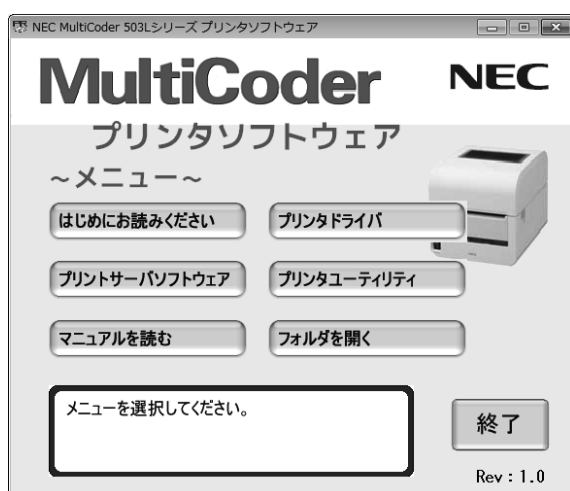 NEC MultiCoder 503Lシリーズ プリンタソフトウェア
MultiCoder NEC
プリンタソフトウェア
~メニュー~
はじめにお読みください プリンタドライバ
プリントサーバソフトウェア プリンタユーティリティ
マニュアルを読む フォルダを開く
メニューを選択してください。
終了
Rev : 1.0